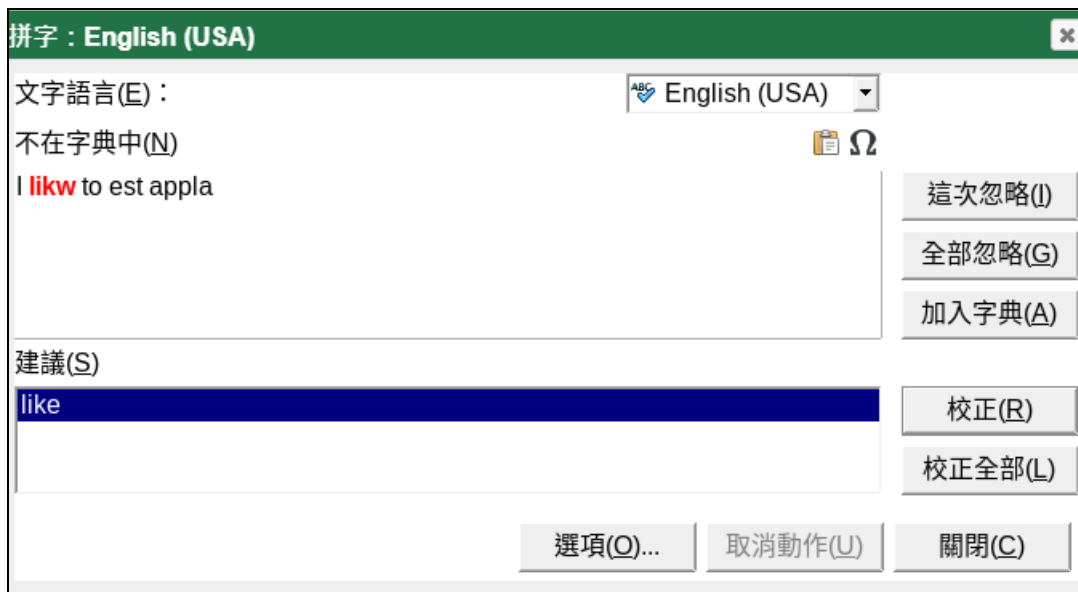 拼字：English (USA)
文字語言(E)：
English (USA)
不在字典中(N)
I likw to est appla
這次忽略(I)
全部忽略(G)
加入字典(A)
建議(S)
like
校正(R)
校正全部(L)
選項(O)...
取消動作(U)
關閉(C)